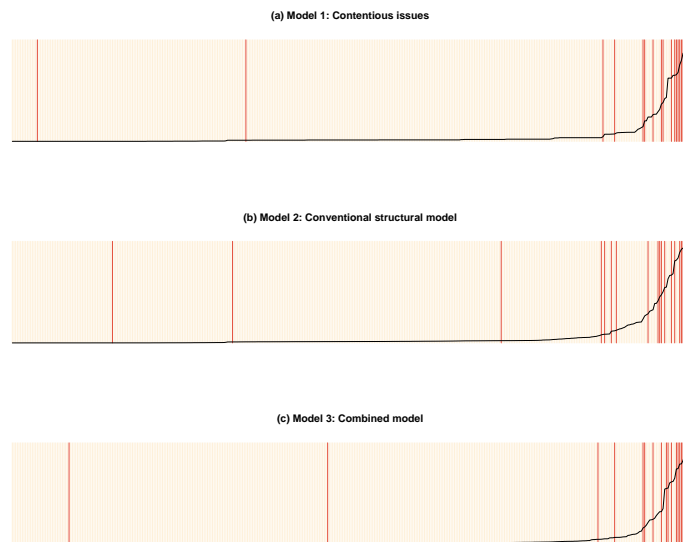 (a) Model 1: Contentious issues
(b) Model 2: Conventional structural model
(c) Model 3: Combined model